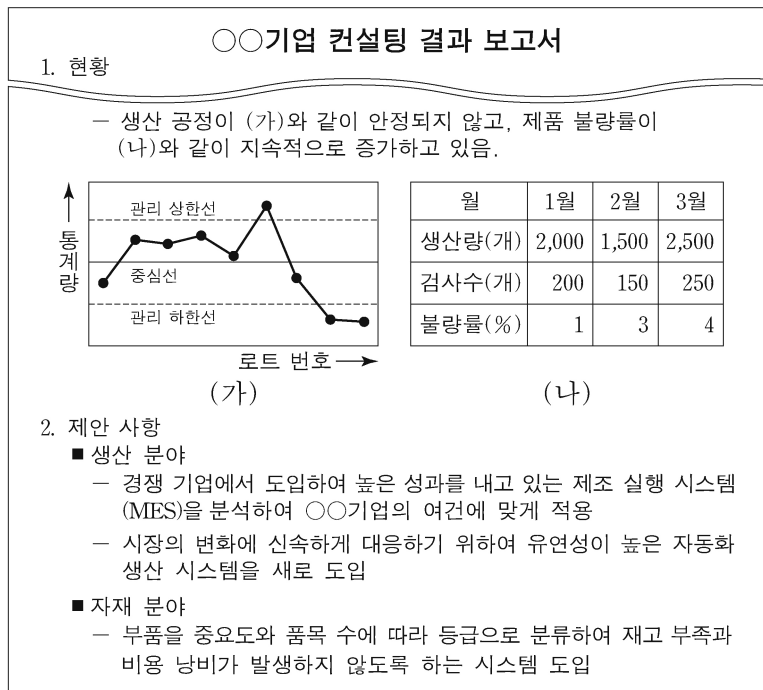 ○○기업 컨설팅 결과 보고서
1. 현황
－ 생산 공정이 (가)와 같이 안정되지 않고, 제품 불량률이
(나)와 같이 지속적으로 증가하고 있음.
통계량
관리 상한선
중심선
관리 하한선
로트 번호
(가)
월 1월 2월 3월
생산량(개) 2,000 1,500 2,500
검사수(개) 200 150 250
불량률(%) 1 3 4
(나)
2. 제안 사항
■ 생산 분야
－ 경쟁 기업에서 도입하여 높은 성과를 내고 있는 제조 실행 시스템
(MES)을 분석하여 ○○기업의 여건에 맞게 적용
－ 시장의 변화에 신속하게 대응하기 위하여 유연성이 높은 자동화
생산 시스템을 새로 도입
■ 자재 분야
－ 부품을 중요도와 품목 수에 따라 등급으로 분류하여 재고 부족과
비용 낭비가 발생하지 않도록 하는 시스템 도입